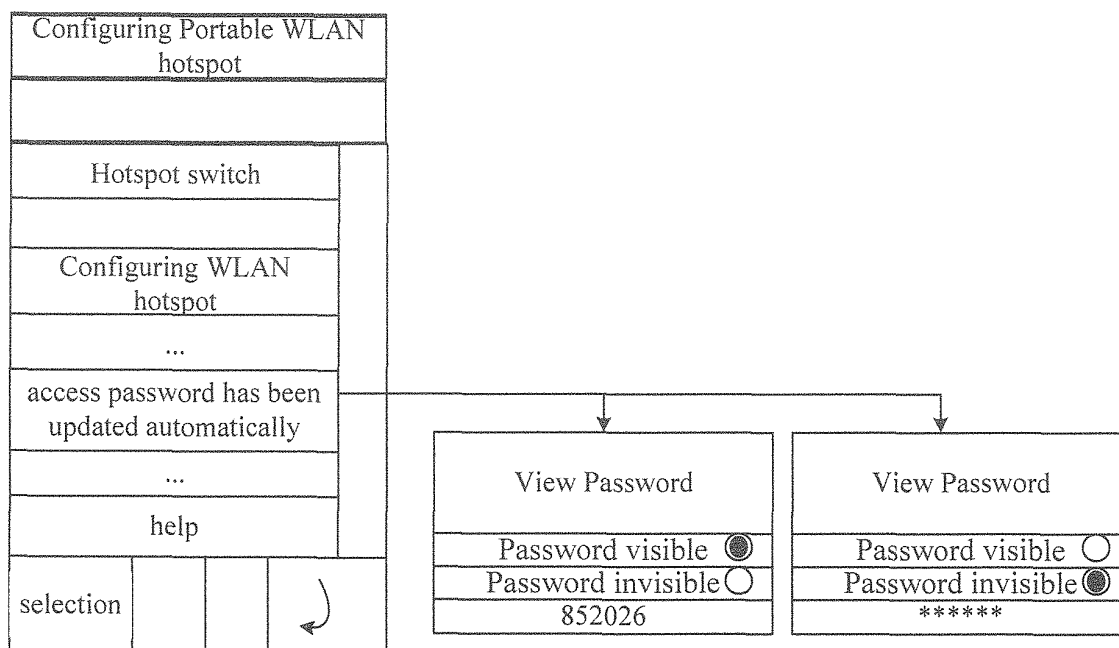 Configuring Portable WLAN
hotspot
Hotspot switch
Configuring WLAN
hotspot
...
access password has been
updated automatically
...
help
selection
View Password
Password visible
Password invisible
852026
View Password
Password visible
Password invisible
******